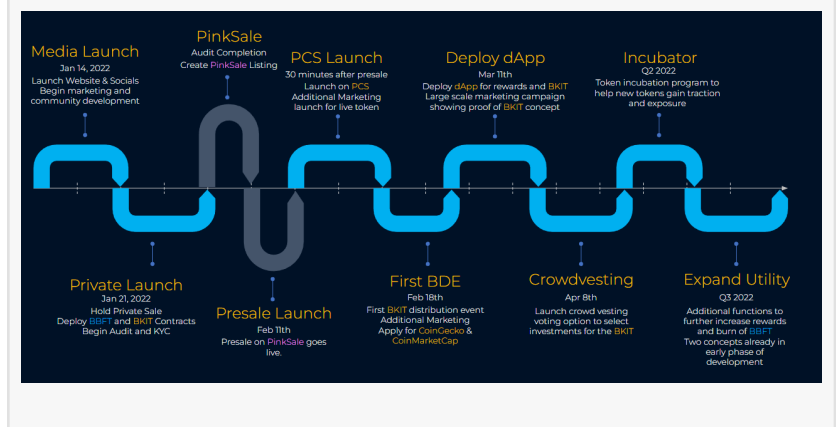 Media Launch
Jan 14, 2022
Launch Website & Socials
Begin marketing and
community development
Private Launch
Jan 21, 2022
Hold Private Sale
Deploy BBFT and BKIT Contracts
Begin Audit and KYC
PinkSale
Audit Completion
Create PinkSale Listing
Presale Launch
Feb 11th
Presale on PinkSale goes
live.
PCS Launch
30 minutes after presale
Launch on PCS
Additional Marketing
launch for live token
First BDE
Feb 18th
First BKIT distribution event
Additional Marketing
Apply for CoinGecko &
CoinMarketCap
Deploy dApp
Mar 11th
Deploy dApp for rewards and BKIT
Large scale marketing campaign
showing proof of BKIT concept
Crowdvesting
Apr 8th
Launch crowd vesting
voting option to select
investments for the BKIT
Incubator
Q2 2022
Token incubation program to
help new tokens gain traction
and exposure
Expand Utility
Q3 2022
Additional functions to
further increase rewards
and burn of BBFT
Two concepts already in
early phase of
development